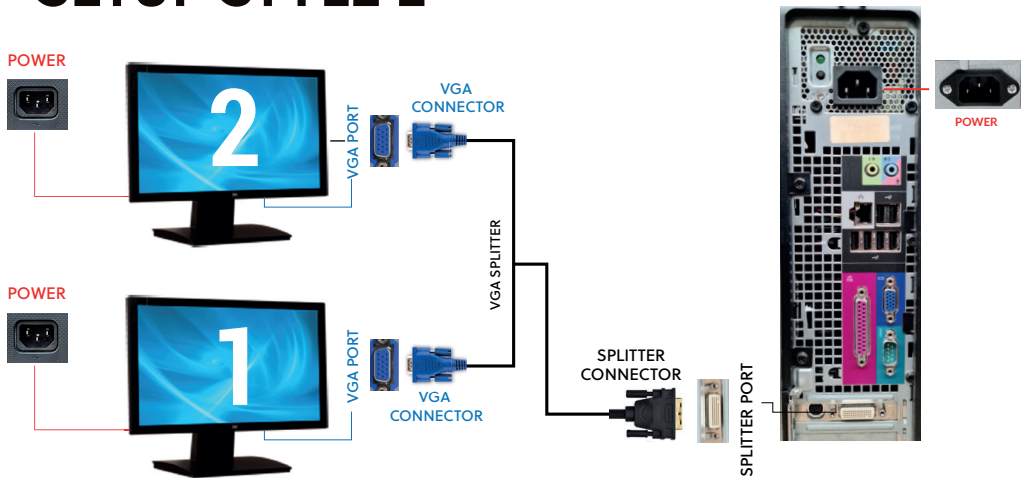 POWER
2
VGA PORT
VGA
CONNECTOR
POWER
VGA SPLITTER
POWER
1
VGA PORT
VGA
CONNECTOR
SPLITTER
CONNECTOR
SPLITTER PORT